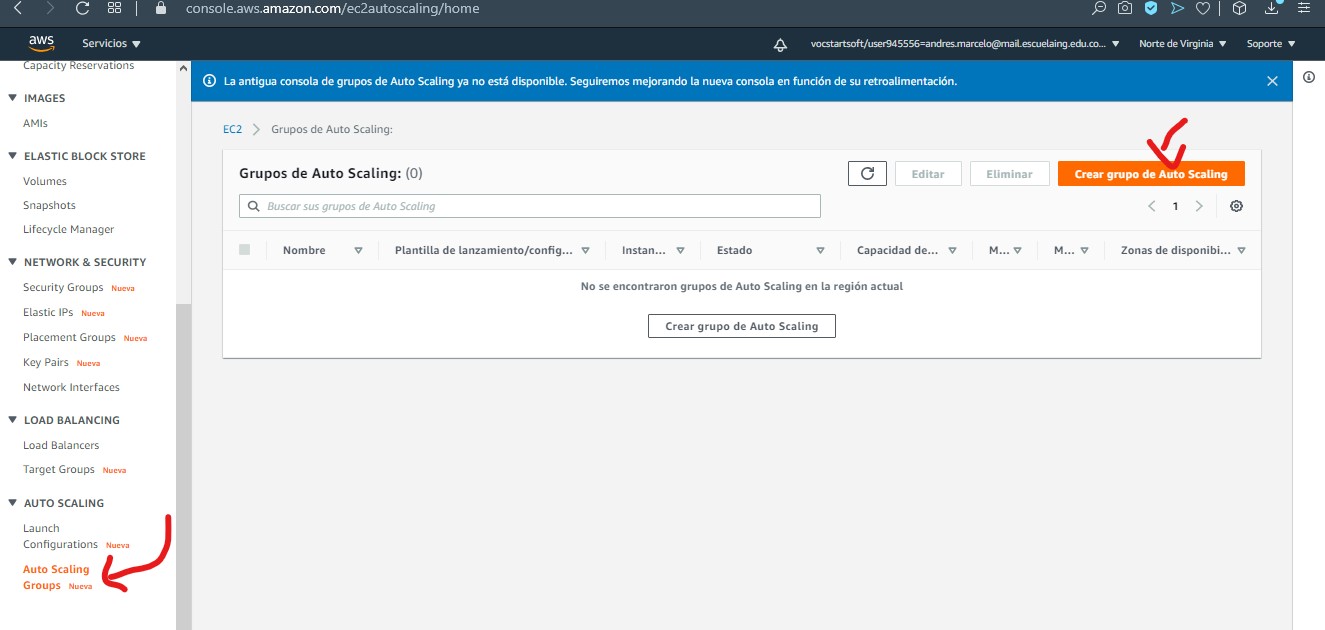 console.aws.amazon.com/ec2autoscaling/home
aws Servicios vocstartsoft/user945556=andres.marcelo@mail.escuelaing.edu.co... Norte de Virginia Soporte
Capacity Reservations
IMAGES
AMIs
ELASTIC BLOCK STORE
Volumes
Snapshots
Lifecycle Manager
NETWORK & SECURITY
Security Groups Nueva
Elastic IPs Nueva
Placement Groups Nueva
Key Pairs Nueva
Network Interfaces
LOAD BALANCING
Load Balancers
Target Groups Nueva
AUTO SCALING
Launch
Configurations Nueva
Auto Scaling
Groups Nueva
La antigua consola de grupos de Auto Scaling ya no está disponible. Seguiremos mejorando la nueva consola en función de su retroalimentación.
EC2 Grupos de Auto Scaling:
Grupos de Auto Scaling: (0) Editar Eliminar Crear grupo de Auto Scaling
Buscar sus grupos de Auto Scaling 1
Nombre Plantilla de lanzamiento/config... Instan... Estado Capacidad de... M... M... Zonas de disponibi...
No se encontraron grupos de Auto Scaling en la región actual
Crear grupo de Auto Scaling